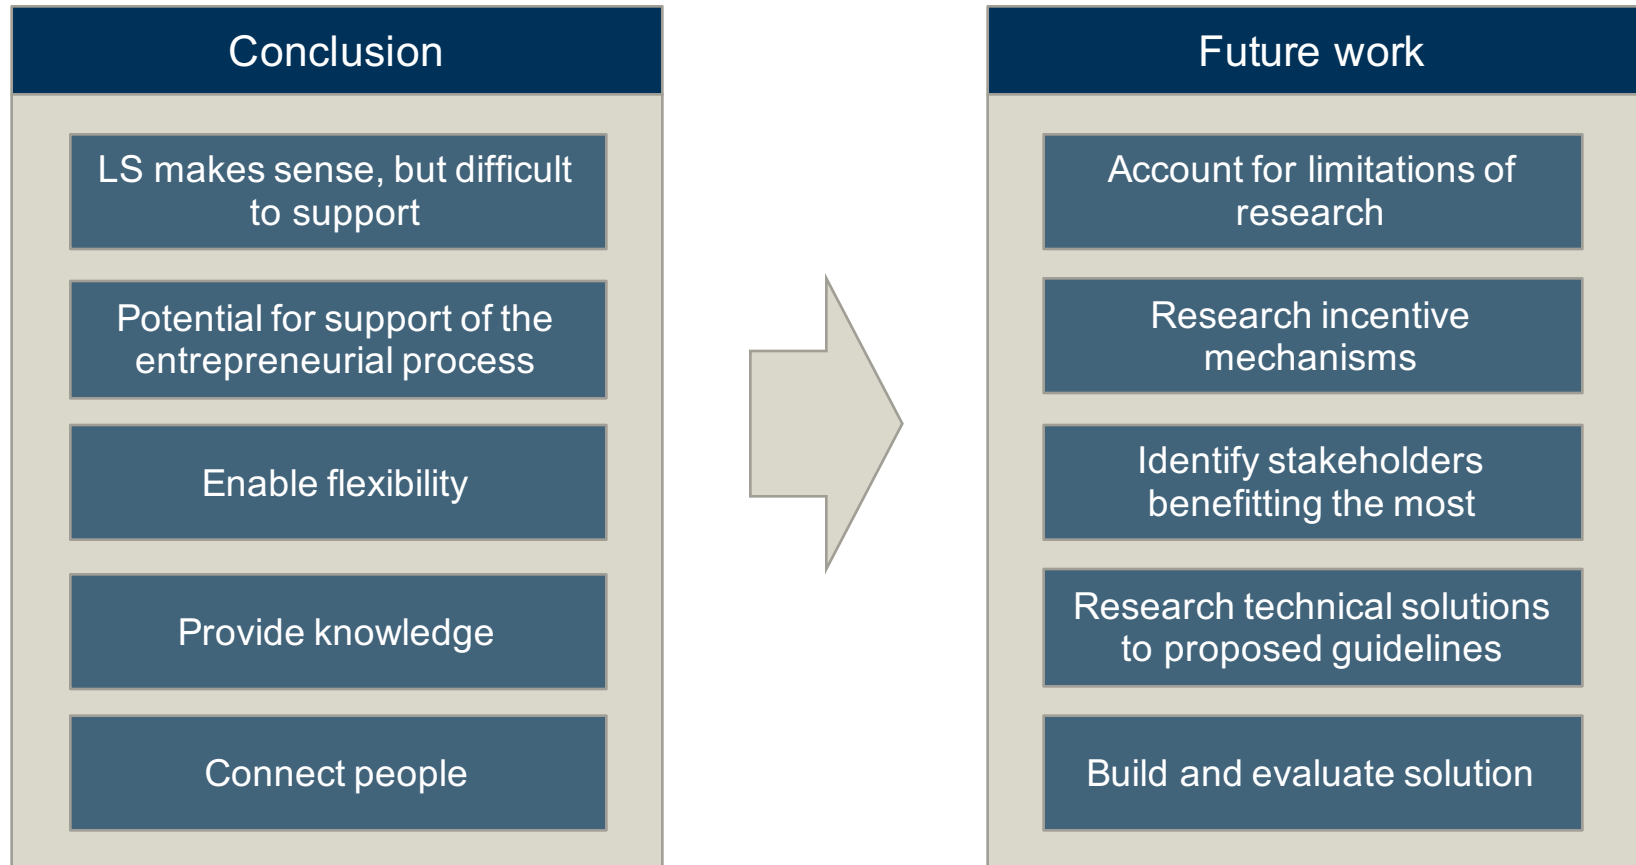 Conclusion
LS makes sense, but difficult
to support
Potential for support of the
entrepreneurial process
Enable flexibility
Provide knowledge
Connect people
Future work
Account for limitations of
research
Research incentive
mechanisms
Identify stakeholders
benefitting the most
Research technical solutions
to proposed guidelines
Build and evaluate solution